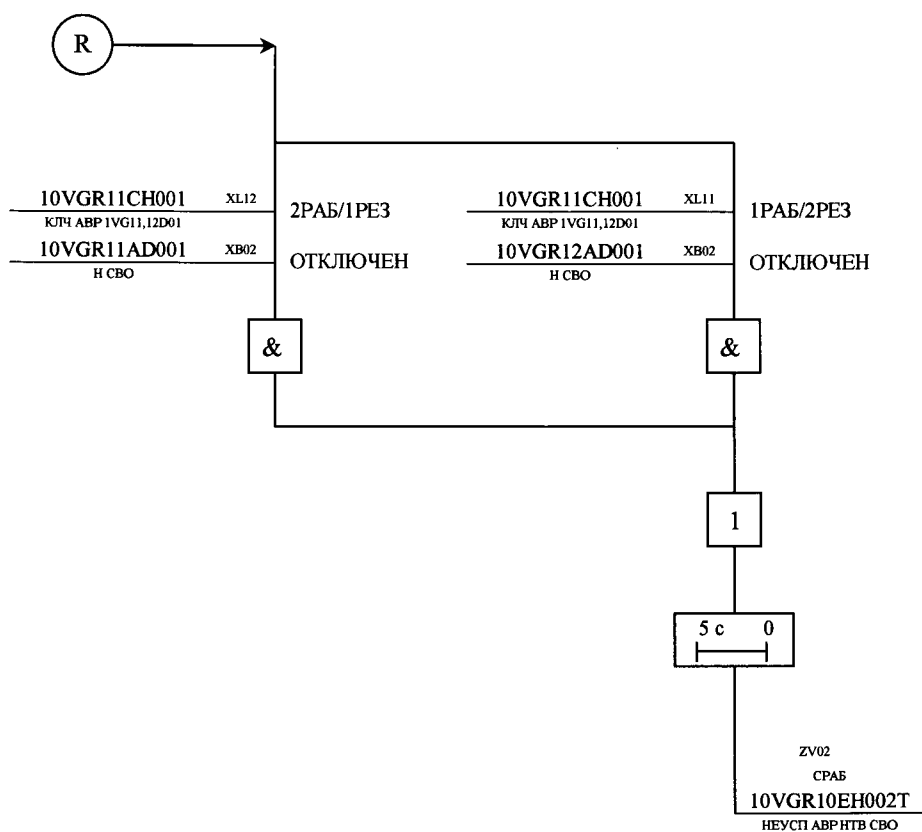 R
10VGR11CH001 XL12 2РАБ/1РЕЗ
КЛЧ АВР 1VG11,12D01
10VGR11AD001 XB02 ОТКЛЮЧЕН
Н СВО
10VGR11CH001 XL11 1РАБ/2РЕЗ
КЛЧ АВР 1VG11,12D01
10VGR12AD001 XB02 ОТКЛЮЧЕН
Н СВО
& &
1
5 с 0
ZV02
СРАБ
10VGR10EH002T
НЕУСП АВР НТВ СВО